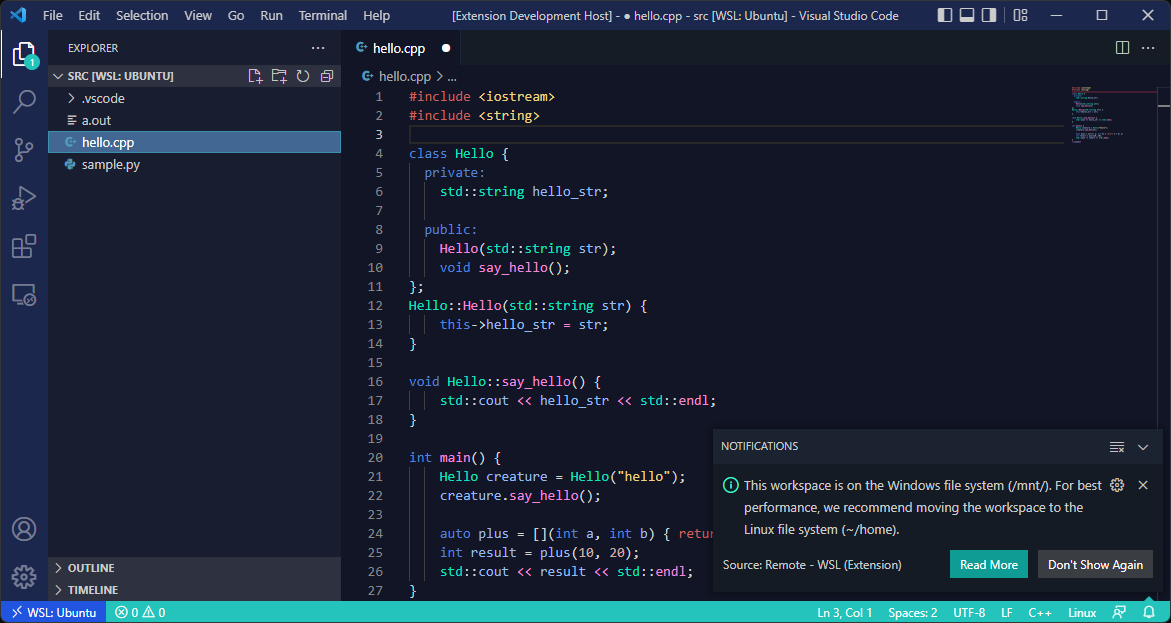 File Edit Selection View Go Run Terminal Help [Extension Development Host] - ● hello.cpp - src [WSL: Ubuntu] - Visual Studio Code
EXPLORER
1
SRC [WSL: UBUNTU]
.vscode
a.out
hello.cpp
sample.py
OUTLINE
TIMELINE
hello.cpp
hello.cpp > ...
1 #include <iostream>
2 #include <string>
3
4 class Hello {
5   private:
6     std::string hello_str;
7
8   public:
9     Hello(std::string str);
10     void say_hello();
11 };
12 Hello::Hello(std::string str) {
13     this->hello_str = str;
14 }
15
16 void Hello::say_hello() {
17     std::cout << hello_str << std::endl;
18 }
19
20 int main() {
21     Hello creature = Hello("hello");
22     creature.say_hello();
23
24     auto plus = [](int a, int b) { retur
25     int result = plus(10, 20);
26     std::cout << result << std::endl;
27 }
NOTIFICATIONS
This workspace is on the Windows file system (/mnt/). For best
performance, we recommend moving the workspace to the
Linux file system (~/home).
Source: Remote - WSL (Extension) Read More Don't Show Again
WSL: Ubuntu 0 0 Ln 3, Col 1 Spaces: 2 UTF-8 LF C++ Linux